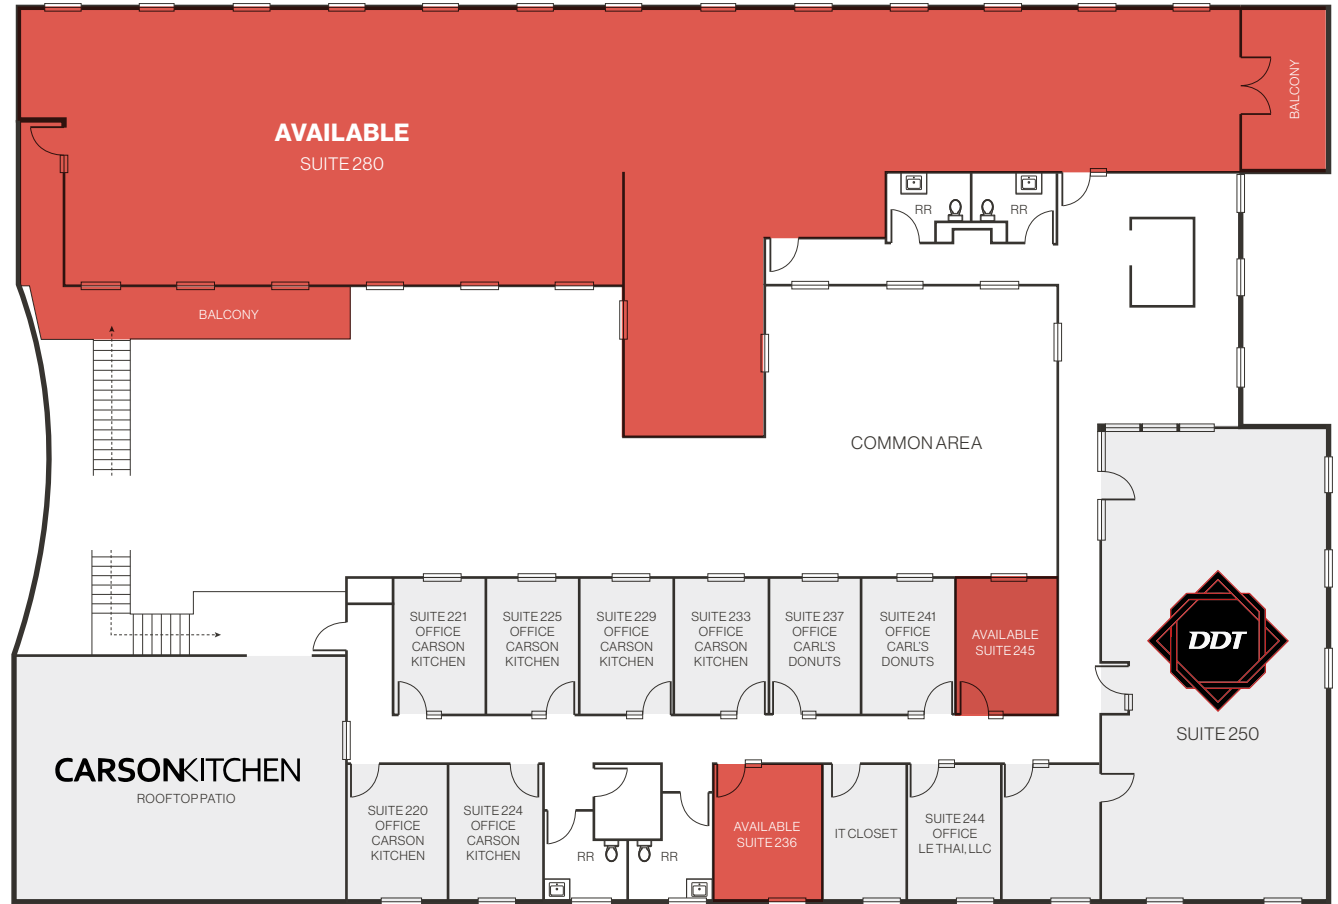 AVAILABLE
SUITE 280
BALCONY
RR
RR
BALCONY
COMMON AREA
SUITE 221
OFFICE
CARSON
KITCHEN
SUITE 225
OFFICE
CARSON
KITCHEN
SUITE 229
OFFICE
CARSON
KITCHEN
SUITE 233
OFFICE
CARSON
KITCHEN
SUITE 237
OFFICE
CARL'S
DONUTS
SUITE 241
OFFICE
CARL'S
DONUTS
AVAILABLE
SUITE 245
DDT
SUITE 250
CARSONKITCHEN
ROOFTOP PATIO
SUITE 220
OFFICE
CARSON
KITCHEN
SUITE 224
OFFICE
CARSON
KITCHEN
RR
RR
AVAILABLE
SUITE 236
IT CLOSET
SUITE 244
OFFICE
LE THAI, LLC